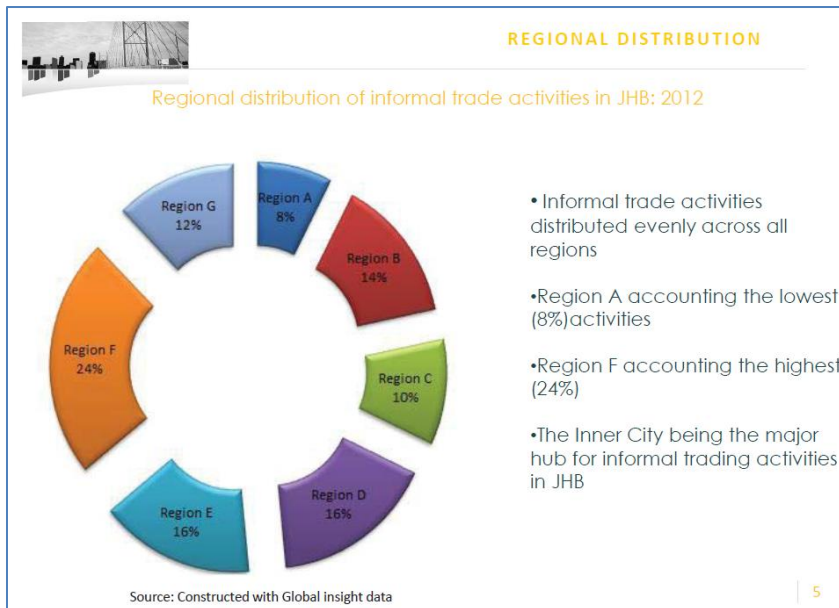 REGIONAL DISTRIBUTION
Regional distribution of informal trade activities in JHB: 2012
Region G
12%
Region A
8%
Region B
14%
Region F
24%
Region C
10%
Region E
16%
Region D
16%
Source: Constructed with Global insight data
• Informal trade activities
distributed evenly across all
regions
•Region A accounting the lowest
(8%)activities
•Region F accounting the highest
(24%)
•The Inner City being the major
hub for informal trading activities
in JHB
5